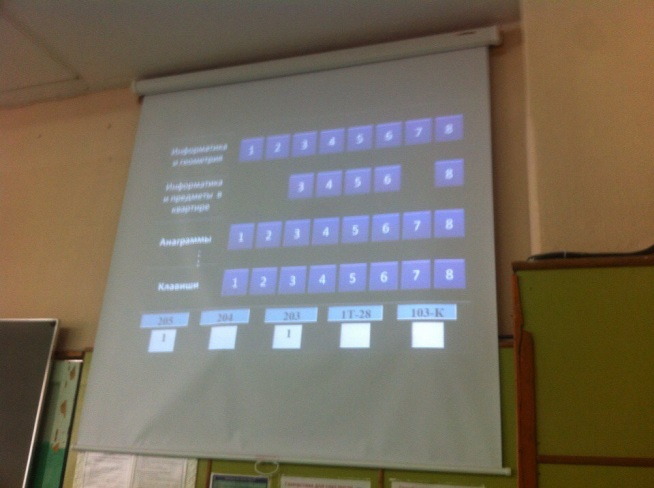 Информатика
и геометрия
1 2 3 4 5 6 7 8
Информатика
и предметы в
квартире
3 4 5 6 8
Анаграммы
1 2 3 4 5 6 7 8
Клавиши
1 2 3 4 5 6 7 8
205 204 203 1Т-28 103-К
1 1